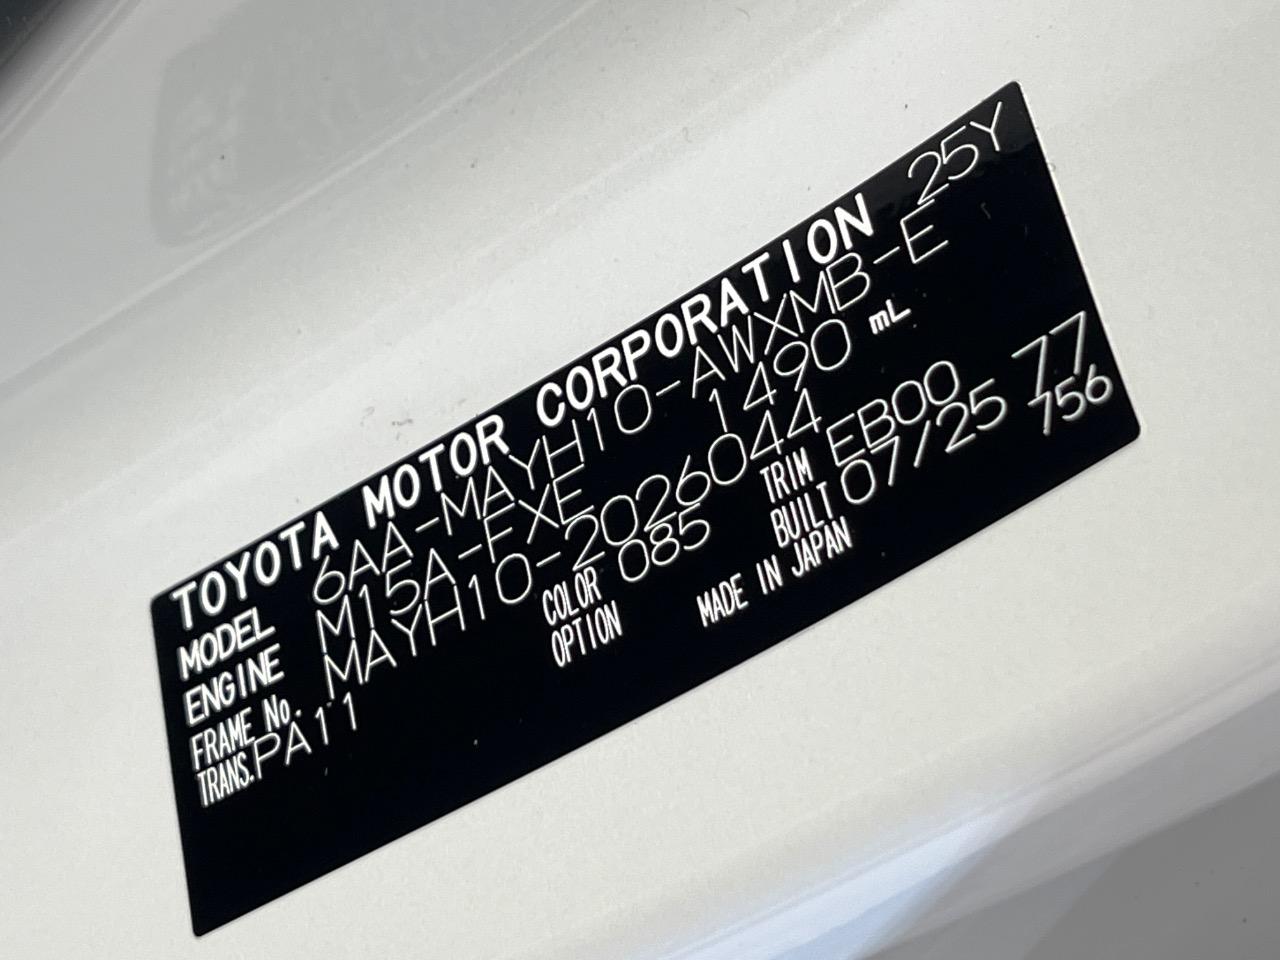 TOYOTA MOTOR CORPORATION 25Y
MODEL 6AA-MAYH10-AWXMB-E
ENGINE M15A-FXE 1490 mL
FRAME No. MAYH10-2026044
TRANS. PA11 COLOR 085 TRIM EB00 77
OPTION BUILT 07/25 756
MADE IN JAPAN